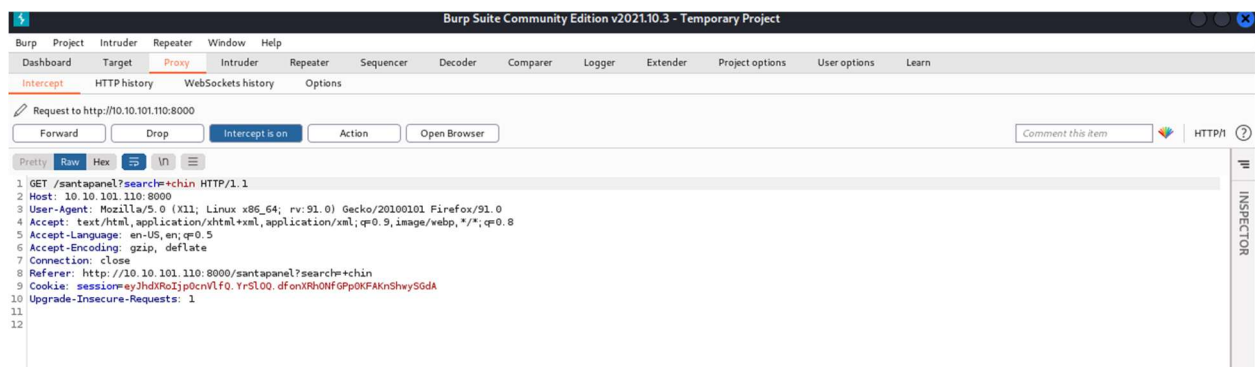 Burp Suite Community Edition v2021.10.3 - Temporary Project
Burp Project Intruder Repeater Window Help
Dashboard Target Proxy Intruder Repeater Sequencer Decoder Comparer Logger Extender Project options User options Learn
Intercept HTTP history WebSockets history Options
Request to http://10.10.101.110:8000
Forward Drop Intercept is on Action Open Browser Comment this item HTTP/1 ?
Pretty Raw Hex \n
1 GET /santapanel?search=+chin HTTP/1.1
2 Host: 10.10.101.110:8000
3 User-Agent: Mozilla/5.0 (X11; Linux x86_64; rv:91.0) Gecko/20100101 Firefox/91.0
4 Accept: text/html,application/xhtml+xml,application/xml;q=0.9,image/webp,*/*;q=0.8
5 Accept-Language: en-US,en;q=0.5
6 Accept-Encoding: gzip, deflate
7 Connection: close
8 Referer: http://10.10.101.110:8000/santapanel?search=+chin
9 Cookie: session=eyJhdXRoIjp0cnVlfQ.YrSlOQ.dfonXRhONfGPpOKFAKnShwySGdA
10 Upgrade-Insecure-Requests: 1
11
12
INSPECTOR